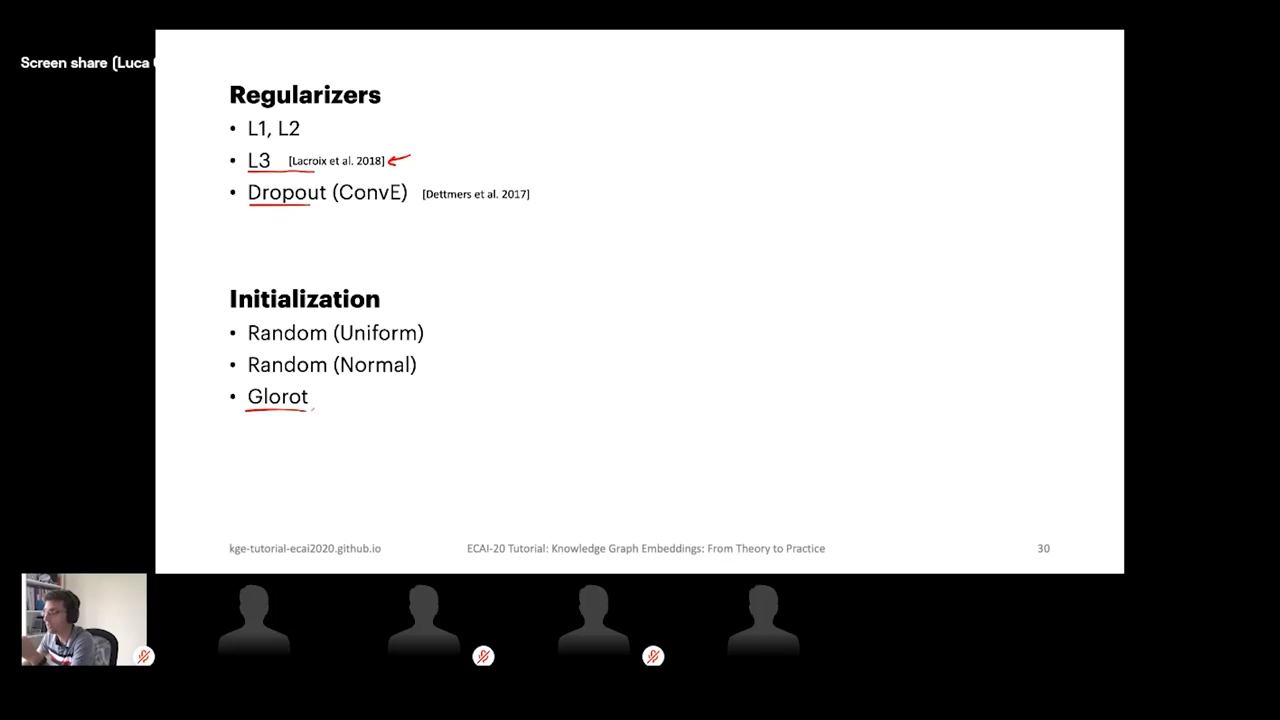 Screen share (Luca
Regularizers
• L1, L2
• L3 [Lacroix et al. 2018]
• Dropout (ConvE) [Dettmers et al. 2017]
Initialization
• Random (Uniform)
• Random (Normal)
• Glorot
kge-tutorial-ecai2020.github.io ECAI-20 Tutorial: Knowledge Graph Embeddings: From Theory to Practice 30